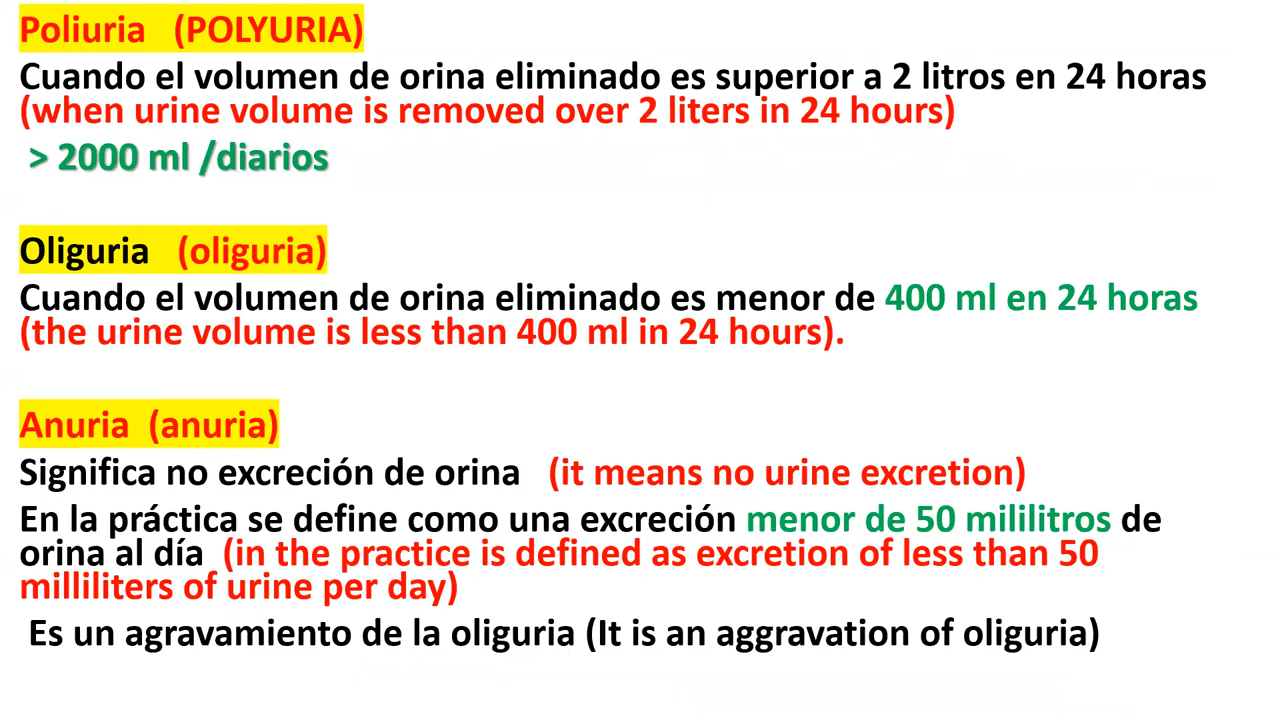 Poliuria (POLYURIA)
Cuando el volumen de orina eliminado es superior a 2 litros en 24 horas
(when urine volume is removed over 2 liters in 24 hours)
> 2000 ml /diarios
Oliguria (oliguria)
Cuando el volumen de orina eliminado es menor de 400 ml en 24 horas
(the urine volume is less than 400 ml in 24 hours).
Anuria (anuria)
Significa no excreción de orina (it means no urine excretion)
En la práctica se define como una excreción menor de 50 mililitros de
orina al día (in the practice is defined as excretion of less than 50
milliliters of urine per day)
Es un agravamiento de la oliguria (It is an aggravation of oliguria)